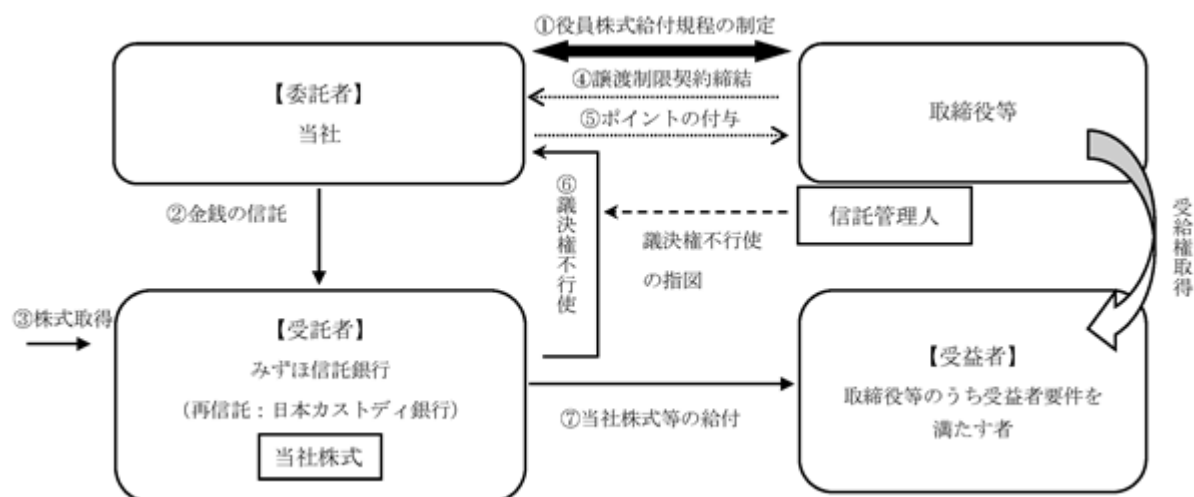 ①役員株式給付規程の制定
【委託者】
当社
④譲渡制限契約締結
⑤ポイントの付与
取締役等
②金銭の信託
⑥議決権不行使
議決権不行使
の指図
信託管理人
受給権取得
③株式取得
【受託者】
みずほ信託銀行
(再信託：日本カストディ銀行)
当社株式
⑦当社株式等の給付
【受益者】
取締役等のうち受益者要件を
満たす者